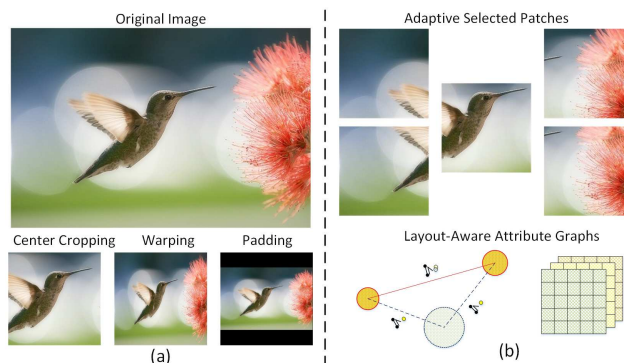 Original Image
Center Cropping Warping Padding
(a)
Adaptive Selected Patches
Layout-Aware Attribute Graphs
(b)